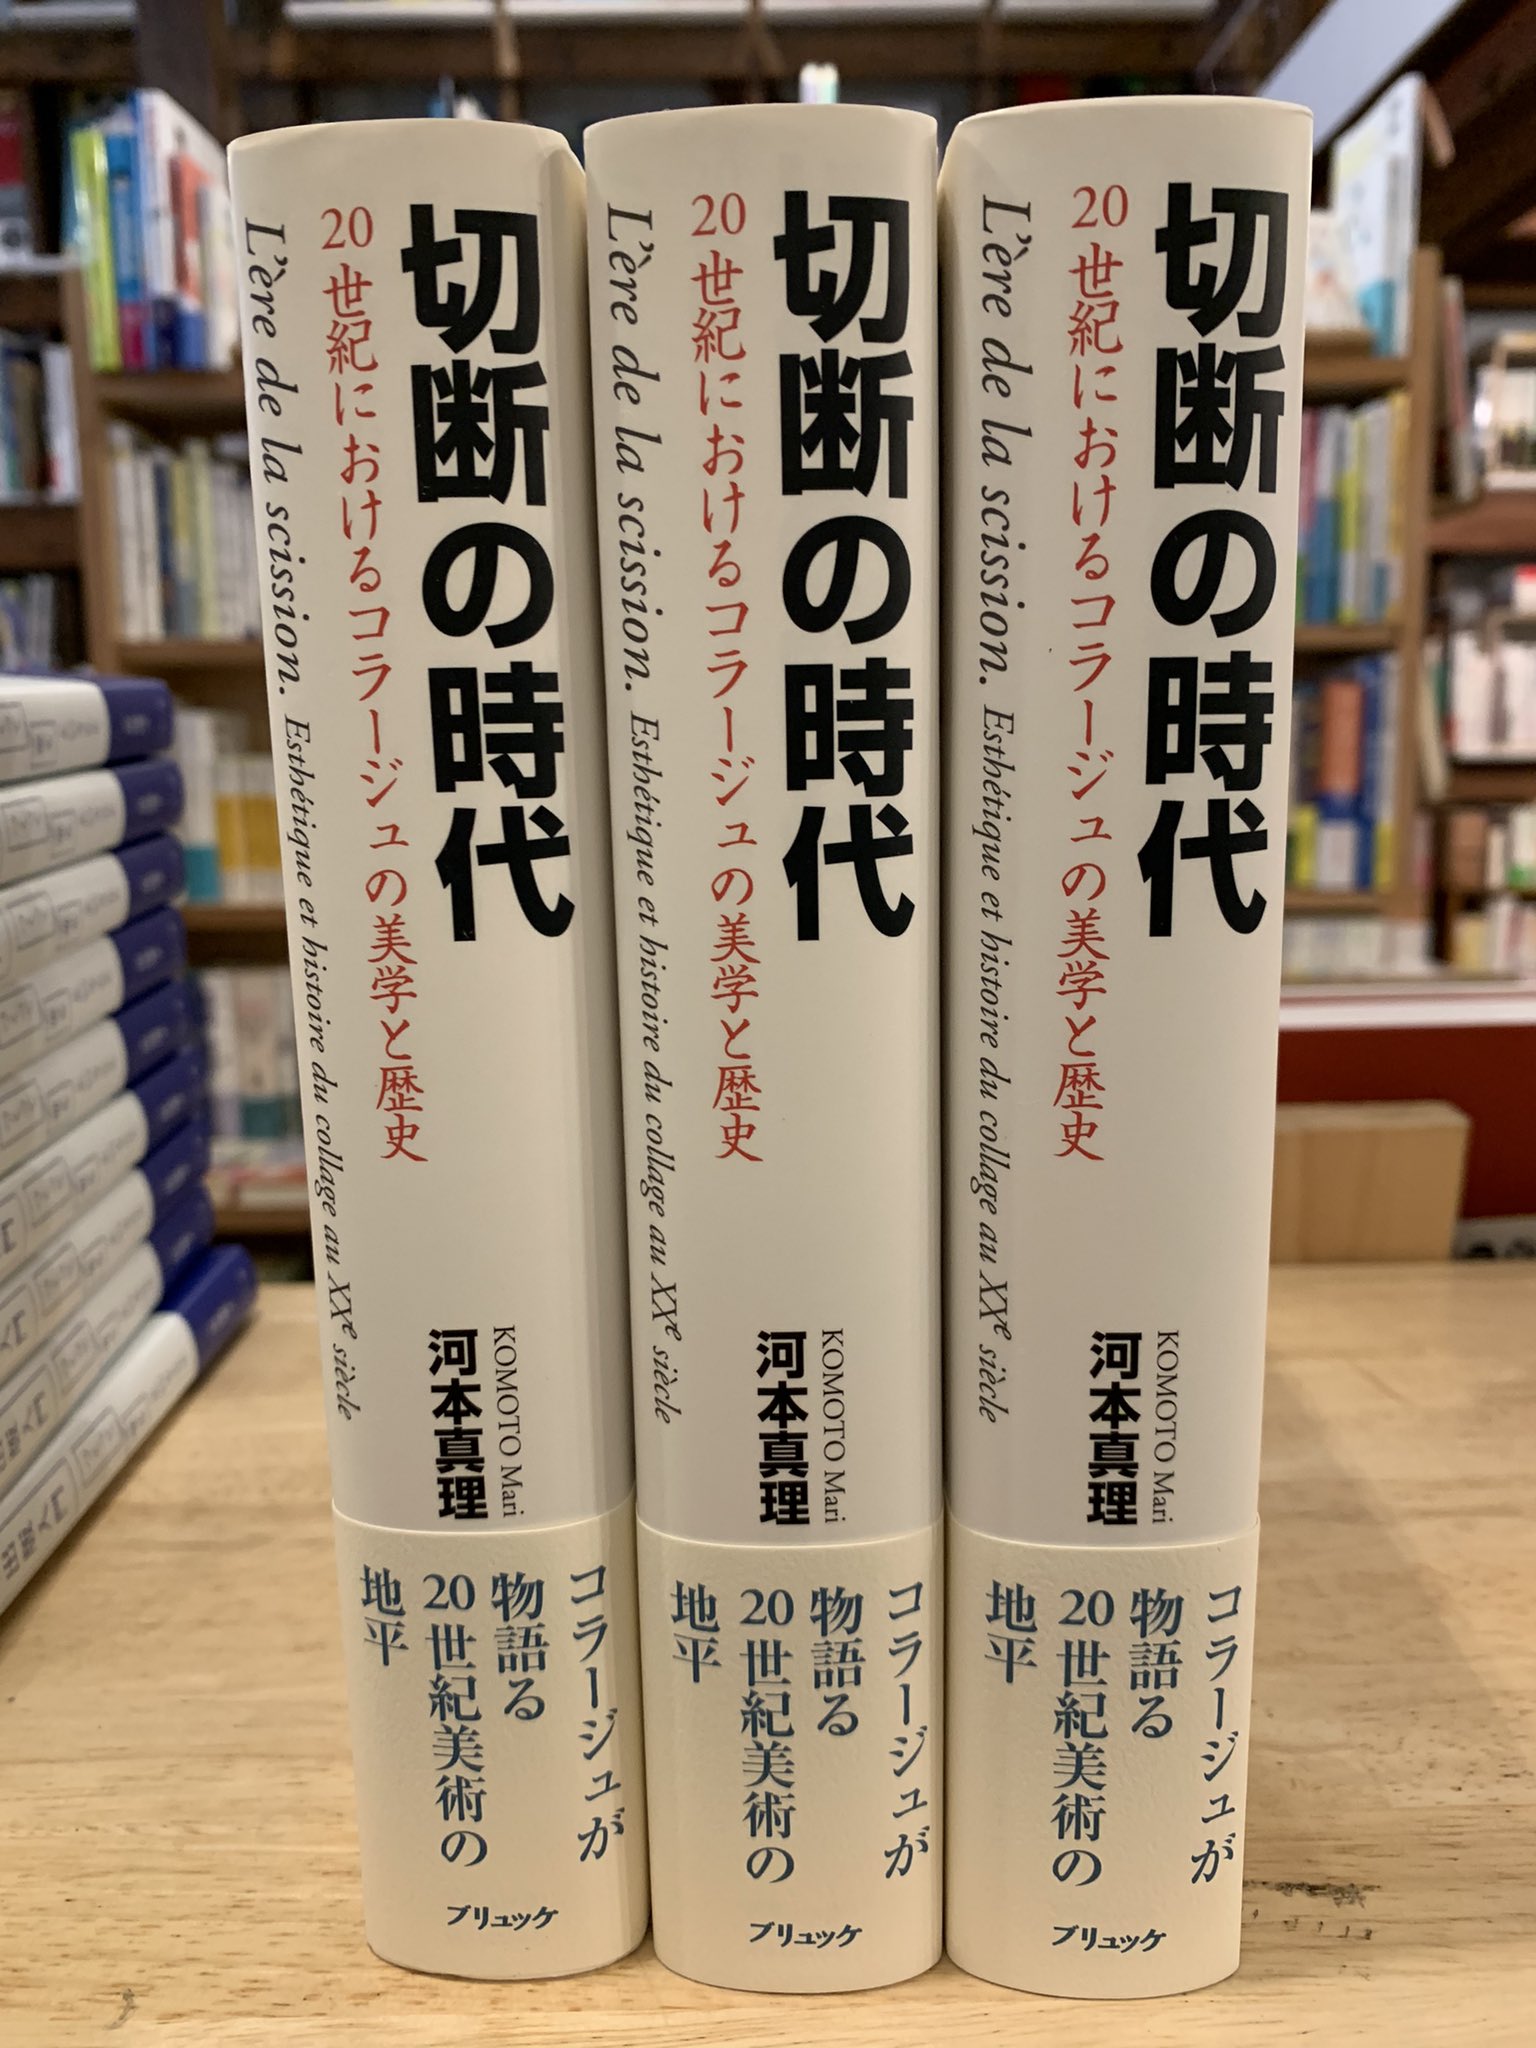 切断の時代
20世紀におけるコラージュの美学と歴史
L'ère de la scission. Esthétique et histoire du collage au XXe siècle
KOMOTO Mari
河本真理
コラージュが
物語る
20世紀美術の
地平
ブリュッケ
切断の時代
20世紀におけるコラージュの美学と歴史
L'ère de la scission. Esthétique et histoire du collage au XXe siècle
KOMOTO Mari
河本真理
コラージュが
物語る
20世紀美術の
地平
ブリュッケ
切断の時代
20世紀におけるコラージュの美学と歴史
L'ère de la scission. Esthétique et histoire du collage au XXe siècle
KOMOTO Mari
河本真理
コラージュが
物語る
20世紀美術の
地平
ブリュッケ